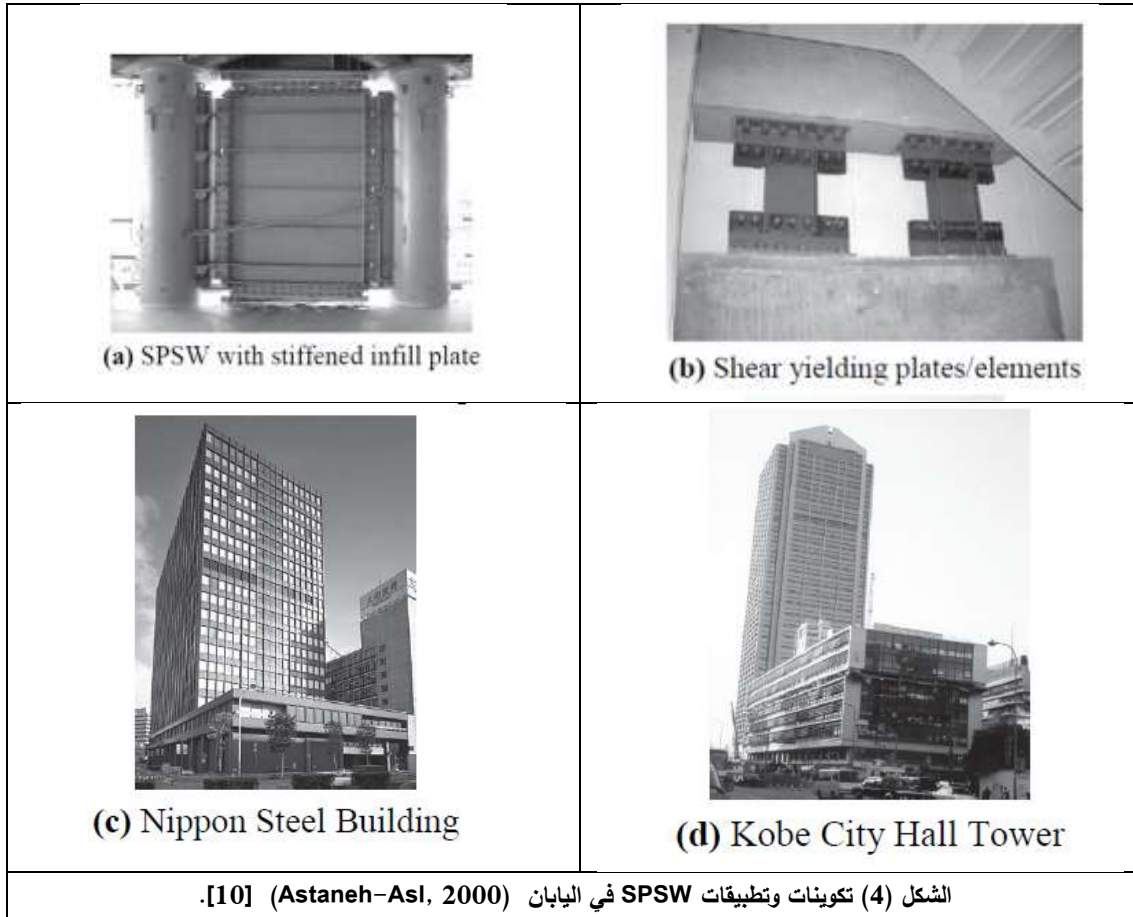 (a) SPSW with stiffened infill plate
(b) Shear yielding plates/elements
(c) Nippon Steel Building
(d) Kobe City Hall Tower
الشكل (4) تكوينات وتطبيقات SPSW في اليابان (Astaneh-Asl, 2000) [10].